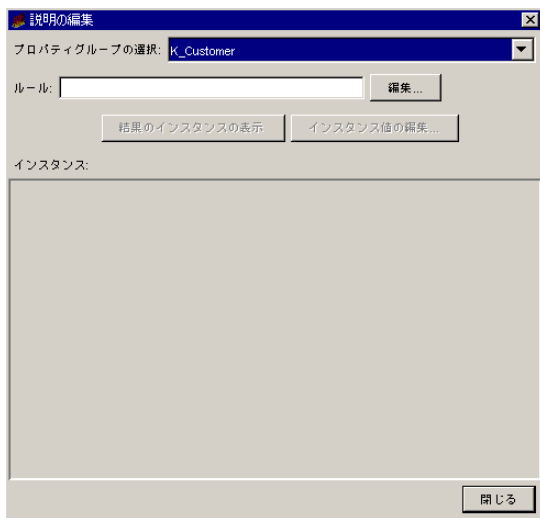 説明の編集
プロパティグループの選択: K_Customer
ルール: 編集...
結果のインスタンスの表示 インスタンス値の編集...
インスタンス:
閉じる